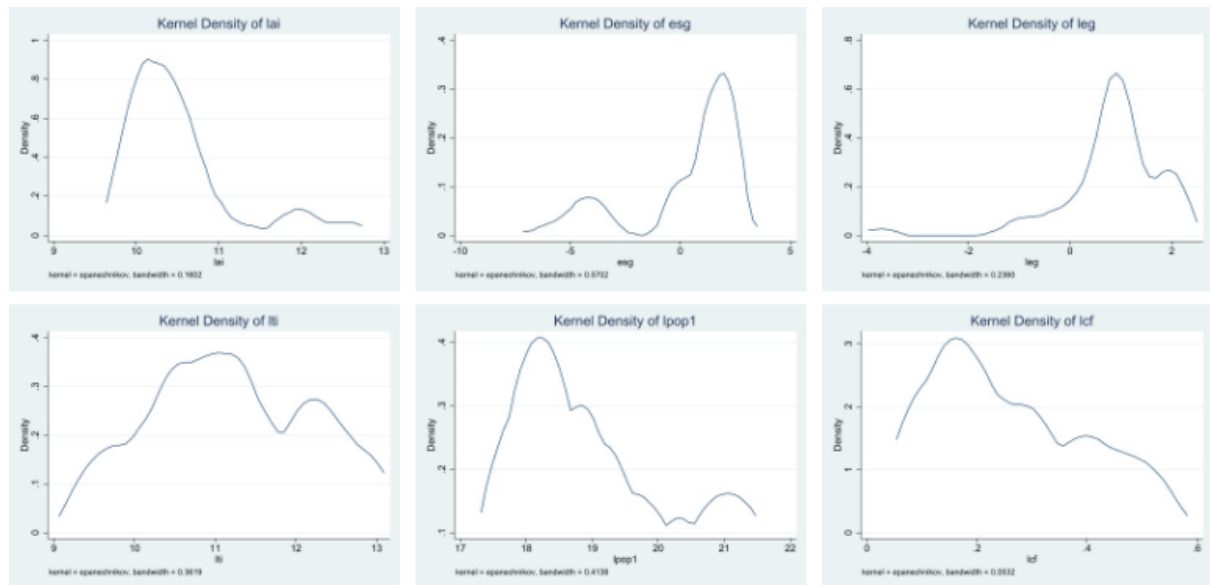 Kernel Density of lai
Density
0 .2 .4 .6 .8 1
9 10 11 12 13
lai
kernel = epanechnikov, bandwidth = 0.1602
Kernel Density of esg
Density
0 .1 .2 .3 .4
-10 -5 0 5
esg
kernel = epanechnikov, bandwidth = 0.5702
Kernel Density of leg
Density
0 .2 .4 .6 .8
-4 -2 0 2
leg
kernel = epanechnikov, bandwidth = 0.2360
Kernel Density of lti
Density
0 .1 .2 .3 .4
9 10 11 12 13
lti
kernel = epanechnikov, bandwidth = 0.3619
Kernel Density of lpop1
Density
.1 .2 .3 .4
17 18 19 20 21 22
lpop1
kernel = epanechnikov, bandwidth = 0.4138
Kernel Density of lcf
Density
0 1 2 3
0 .2 .4 .6
lcf
kernel = epanechnikov, bandwidth = 0.0532